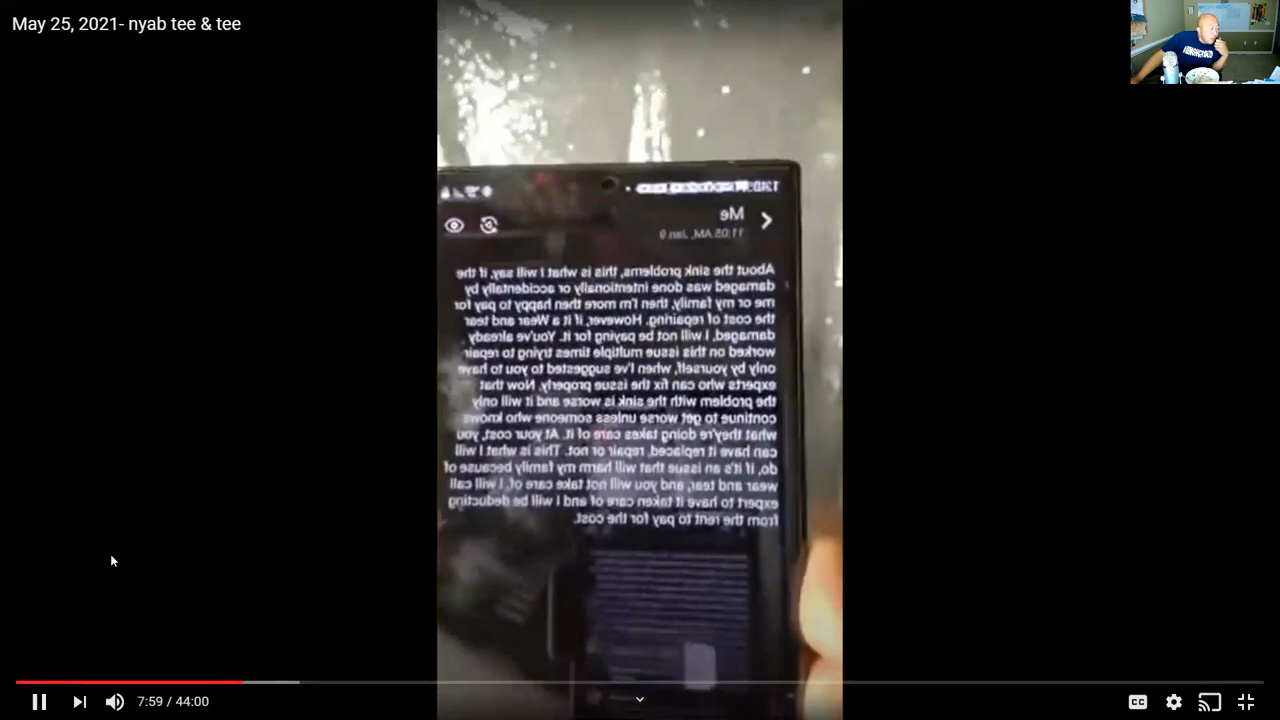 May 25, 2021- nyab tee & tee
Me
11:05 AM, Jan 9
About the sink problems, this is what I will say, if the
damaged was done intentionally or accidentally by
me or my family, then I'm more then happy to pay for
the cost of repairing. However, if it a Wear and tear
damaged, I will not be paying for it. You've already
worked on this issue multiple times trying to repair
only by yourself, when I've suggested to you to have
experts who can fix the issue properly. Now that
the problem with the sink is worse and it will only
continue to get worse unless someone who knows
what they're doing takes care of it. At your cost, you
can have it replaced, repair or not. This is what I will
do, if it's an issue that will harm my family because of
wear and tear, and you will not take care of, I will call
expert to have it taken care of and I will be deducting
from the rent to pay for the cost.
7:59 / 44:00
CC